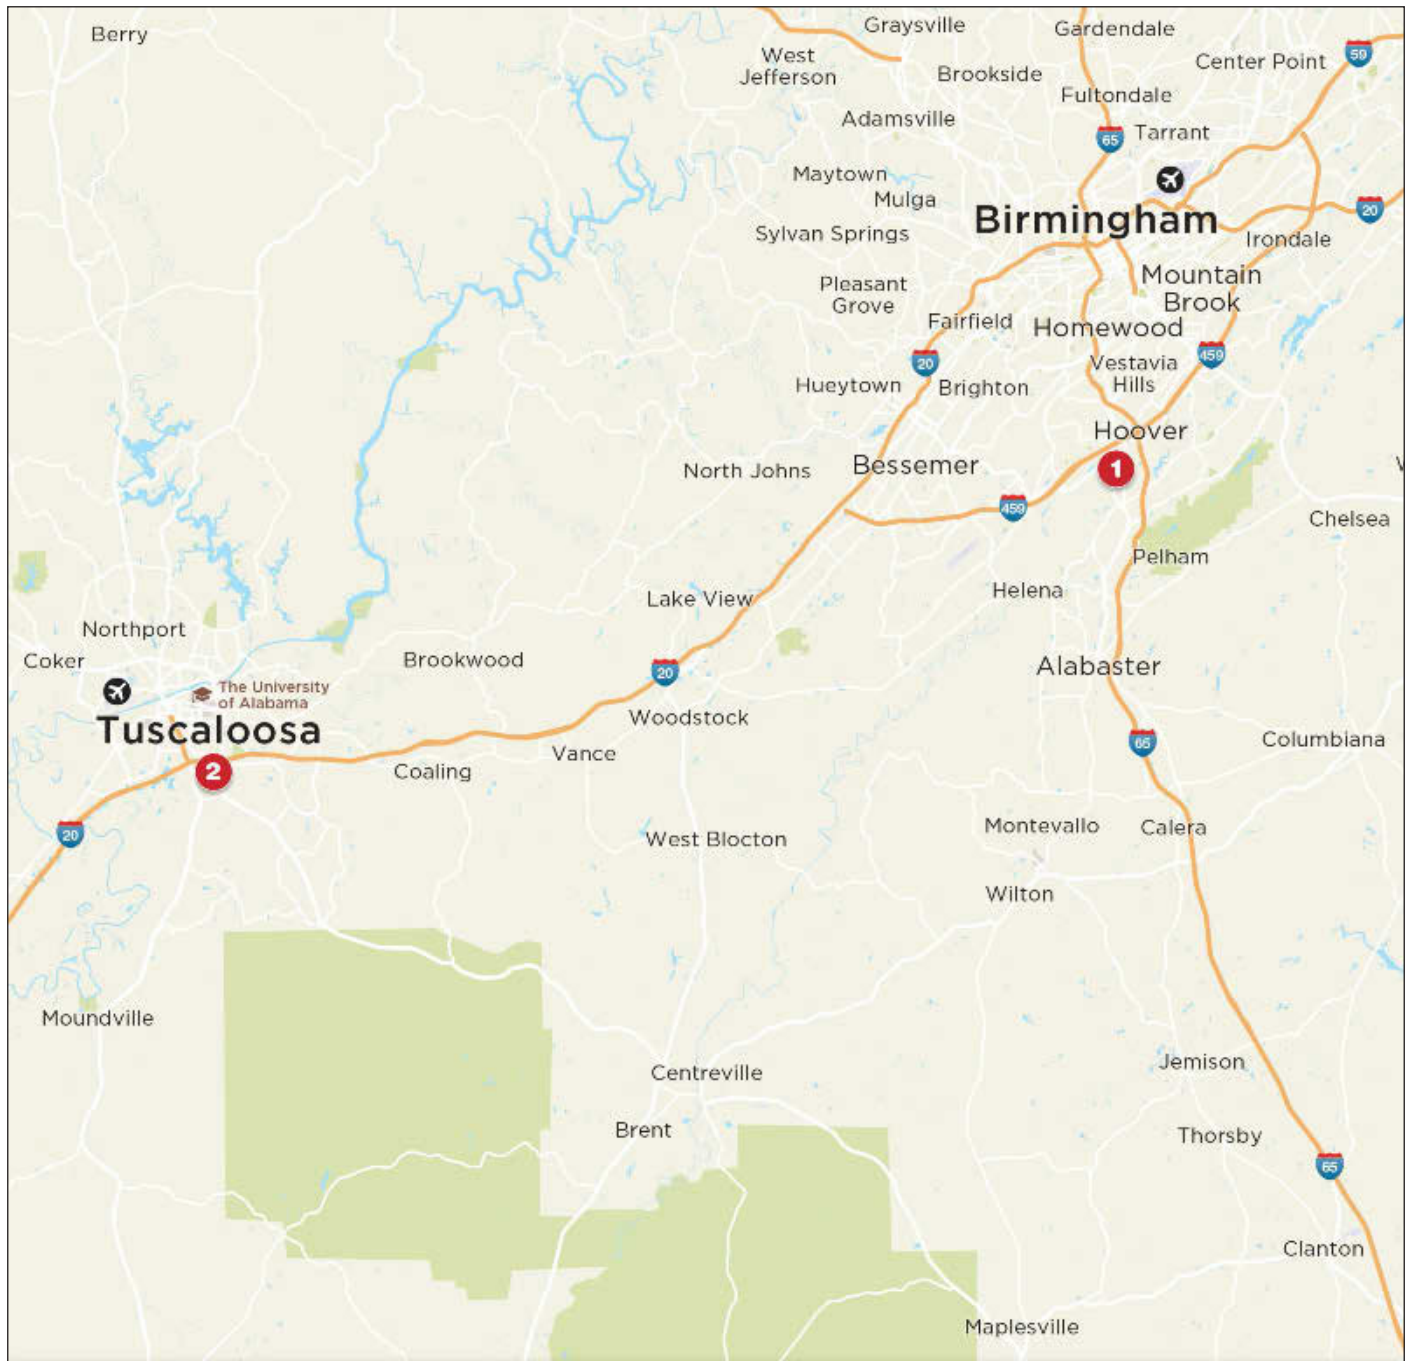 Berry
Graysville
Gardendale
West
Jefferson
Brookside
Center Point
59
Fultondale
Adamsville
65
Tarrant
Maytown
Mulga
Birmingham
20
Sylvan Springs
Irondale
Pleasant
Grove
Mountain
Brook
Fairfield
Homewood
20
459
Vestavia
Hills
Hueytown
Brighton
Hoover
North Johns
Bessemer
1
459
Chelsea
Pelham
Helena
Lake View
Northport
Coker
Brookwood
20
Alabaster
The University
of Alabama
Tuscaloosa
Woodstock
65
Columbiana
Vance
2
Coaling
20
West Blocton
Montevallo
Calera
Wilton
Moundville
Jemison
Centreville
Brent
Thorsby
65
Clanton
Maplesville